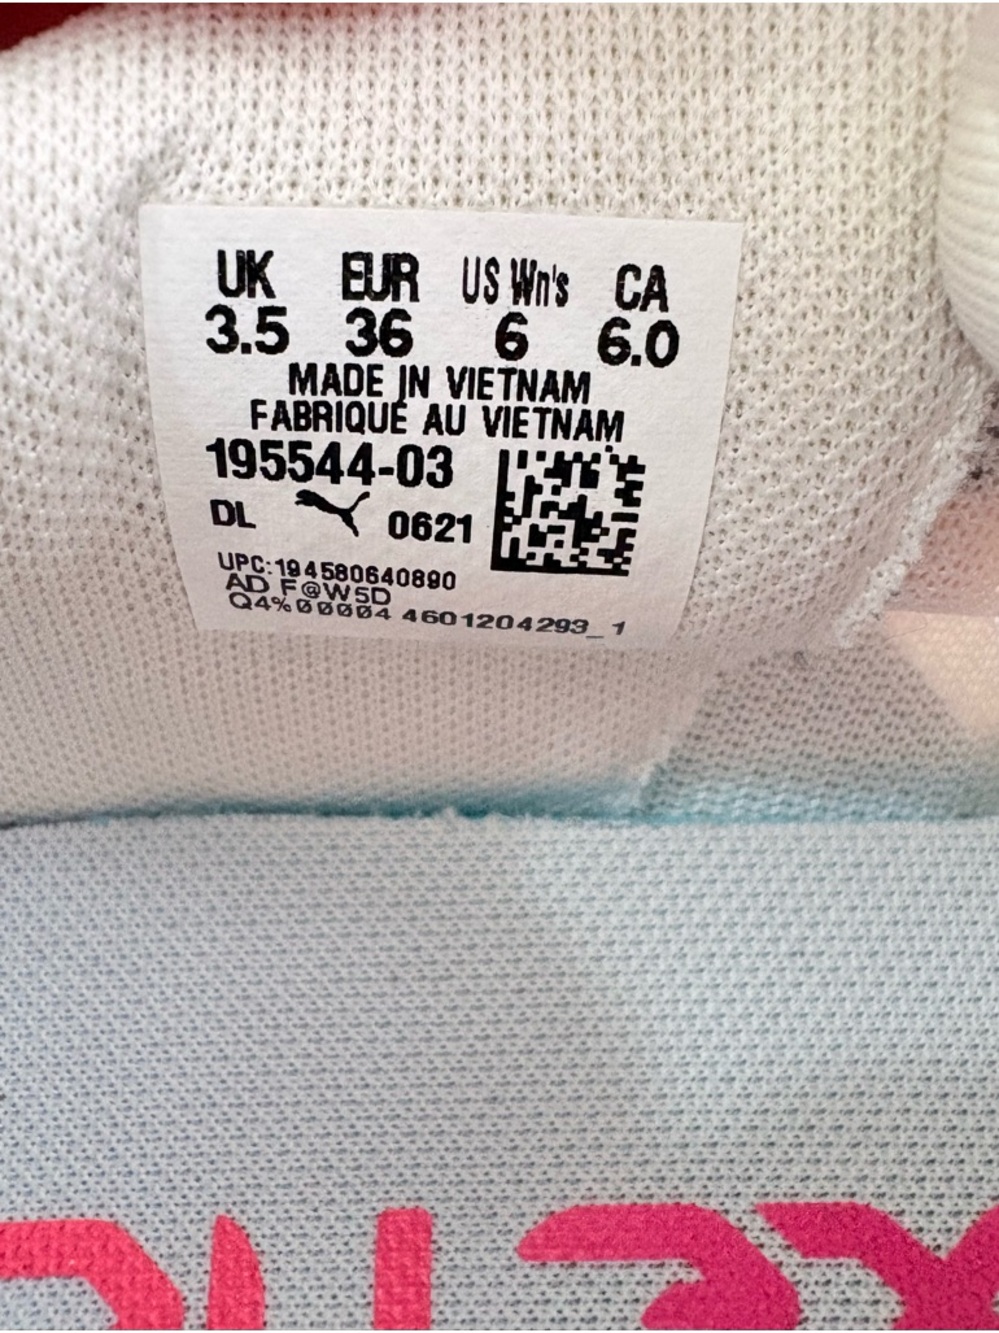 UK EUR US Wn's CA
3.5 36 6 6.0
MADE IN VIETNAM
FABRIQUÉ AU VIETNAM
195544-03
DL 0621
UPC:194580640890
AD F@W5D
Q4%00004 4601204293_1